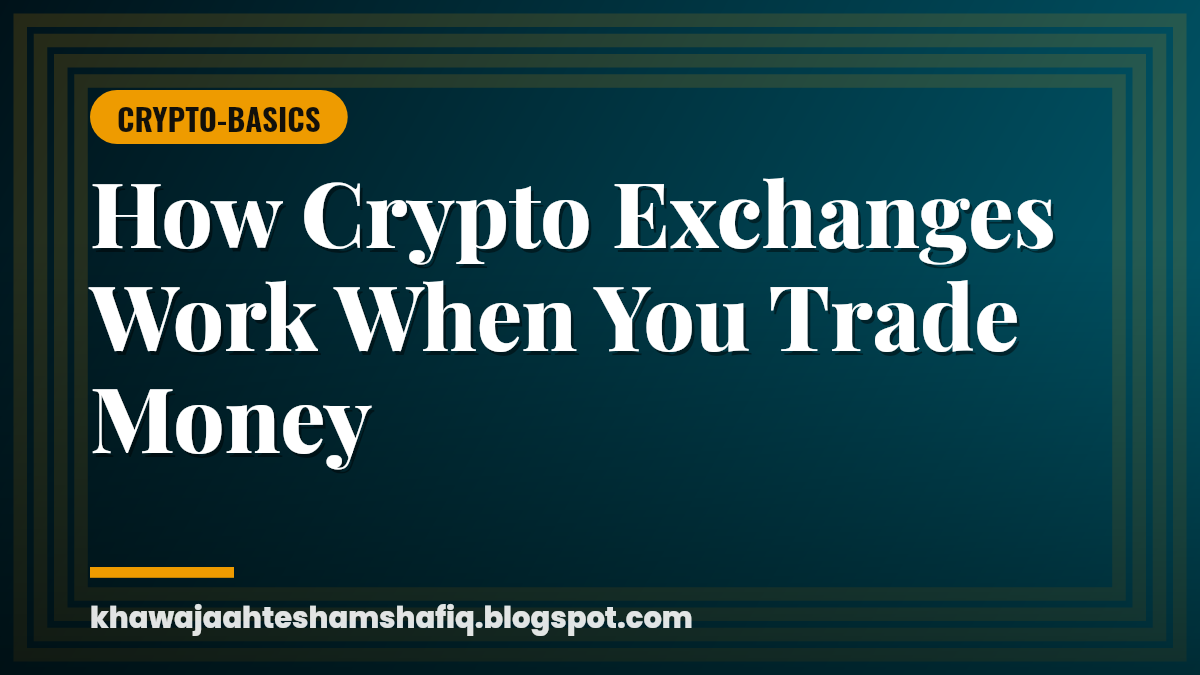 CRYPTO-BASICS
How Crypto Exchanges
Work When You Trade
Money
khawajaahteshamshafiq.blogspot.com